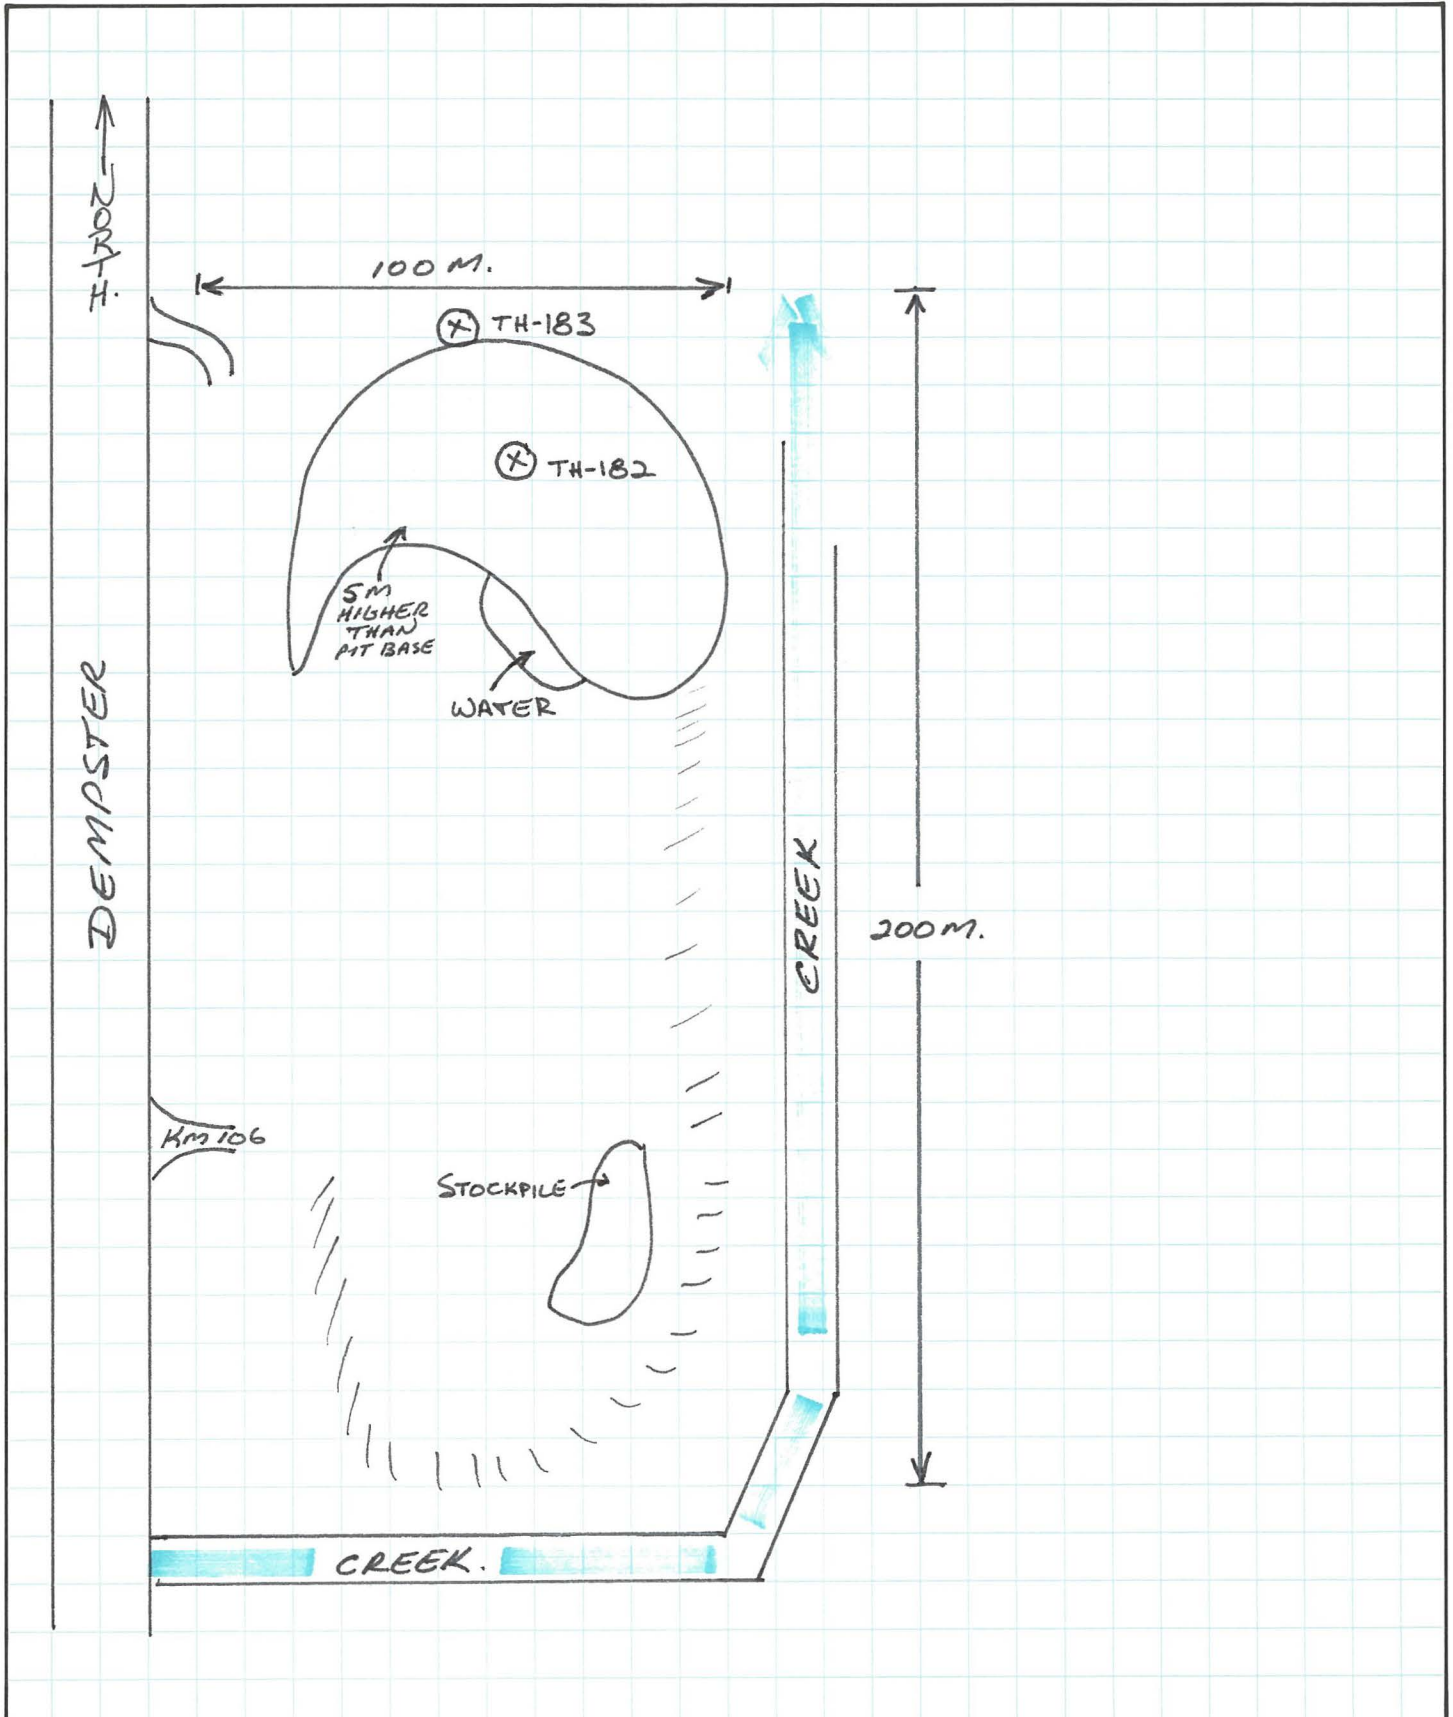 NORTH.
100 M.
TH-183
TH-182
5M
HIGHER
THAN
PIT BASE
WATER
DEMPSTER
CREEK
200 M.
KM 106
STOCKPILE
CREEK.